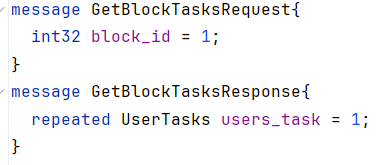 message GetBlockTasksRequest{
  int32 block_id = 1;
}
message GetBlockTasksResponse{
  repeated UserTasks users_task = 1;
}